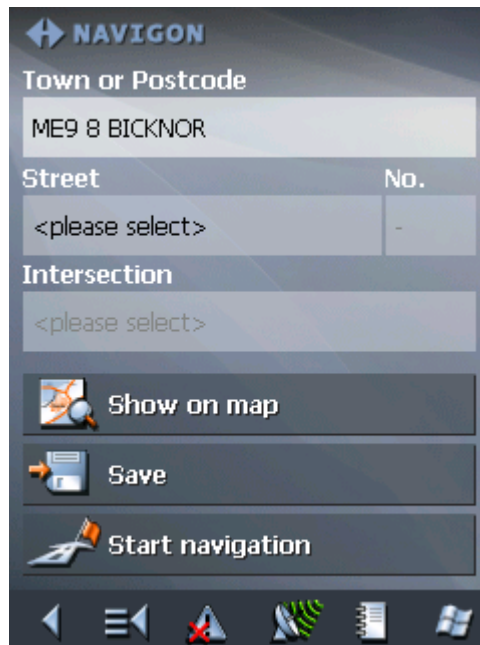 NAVIGON
Town or Postcode
ME9 8 BICKNOR
Street No.
<please select> -
Intersection
<please select>
Show on map
Save
Start navigation